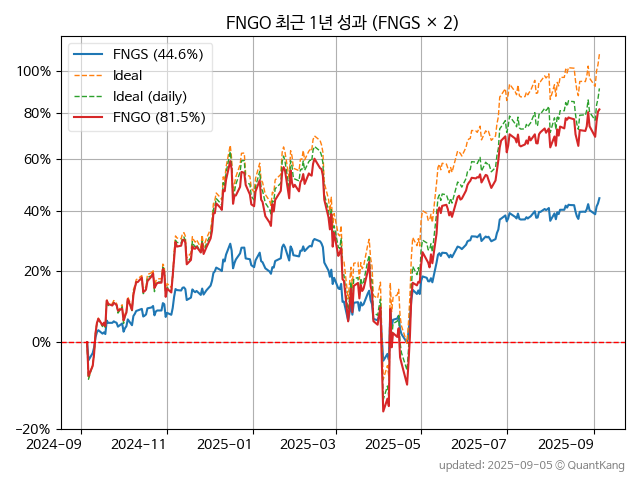 FNGO 최근 1년 성과 (FNGS × 2)
FNGS (44.6%)
Ideal
Ideal (daily)
FNGO (81.5%)
100%
80%
60%
40%
20%
0%
−20%
2024-09
2024-11
2025-01
2025-03
2025-05
2025-07
2025-09
updated: 2025-09-05 © QuantKang